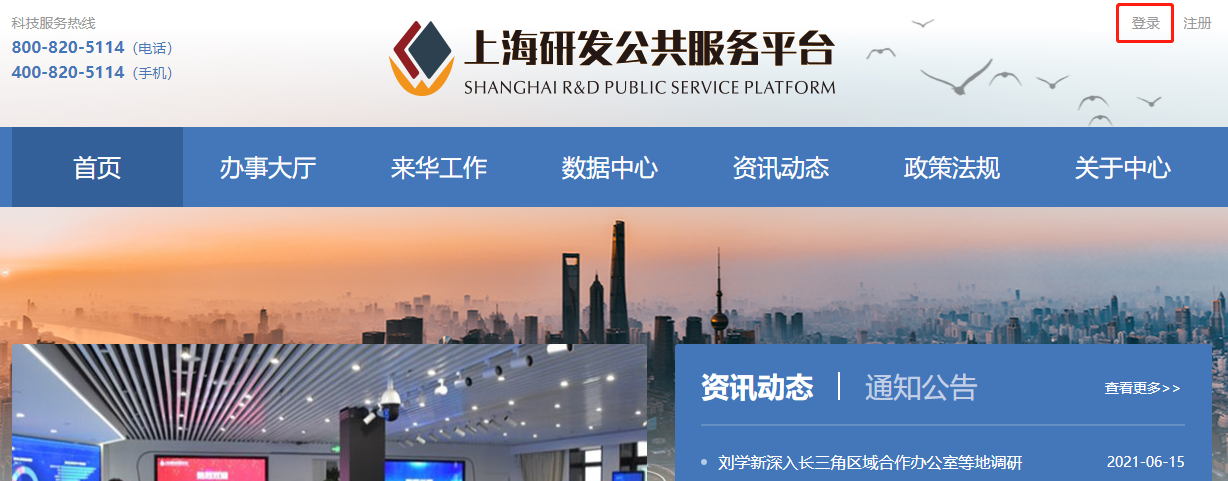 科技服务热线
800-820-5114（电话）
400-820-5114（手机）
上海研发公共服务平台
SHANGHAI R&D PUBLIC SERVICE PLATFORM
登录 注册
首页 办事大厅 来华工作 数据中心 资讯动态 政策法规 关于中心
资讯动态 | 通知公告 查看更多>>
刘学新深入长三角区域合作办公室等地调研 2021-06-15